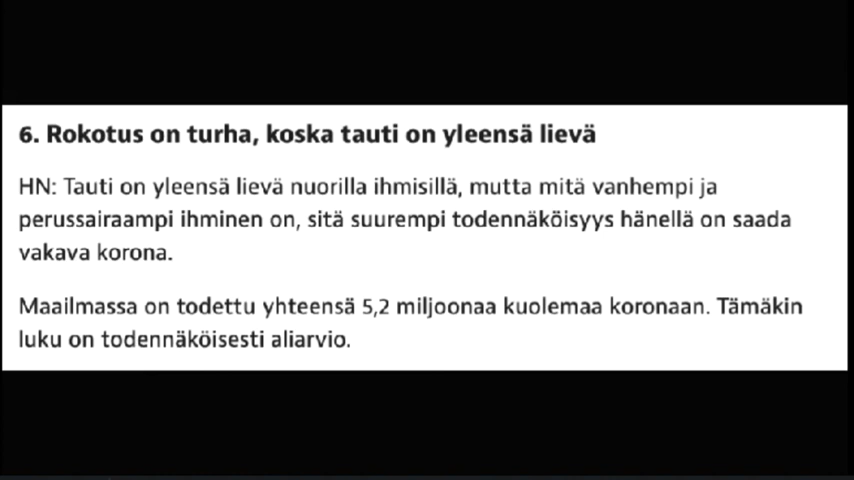 6. Rokotus on turha, koska tauti on yleensä lievä
HN: Tauti on yleensä lievä nuorilla ihmisillä, mutta mitä vanhempi ja
perussairaampi ihminen on, sitä suurempi todennäköisyys hänellä on saada
vakava korona.
Maailmassa on todettu yhteensä 5,2 miljoonaa kuolemaa koronaan. Tämäkin
luku on todennäköisesti aliarvio.